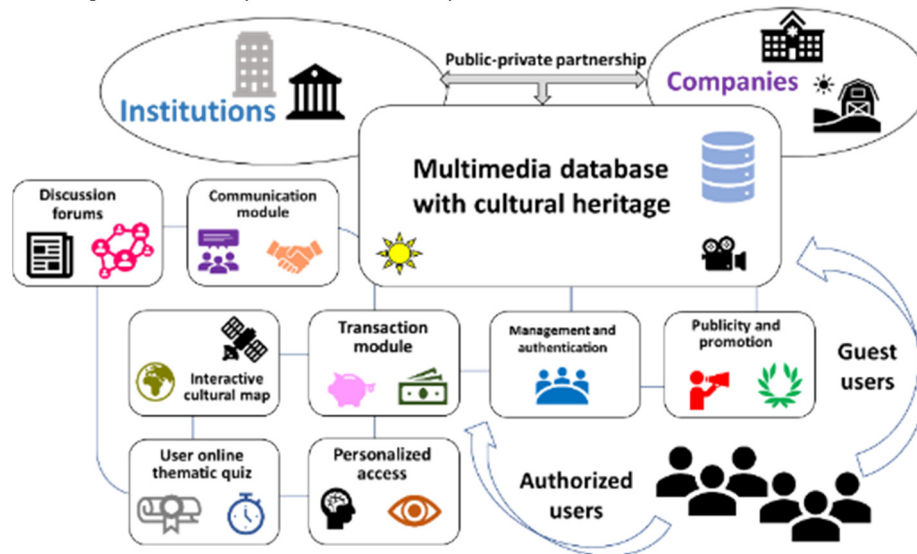 Public-private partnership
Institutions
Companies
Multimedia database
with cultural heritage
Discussion
forums
Communication
module
Interactive
cultural map
Transaction
module
Management and
authentication
Publicity and
promotion
Guest
users
User online
thematic quiz
Personalized
access
Authorized
users